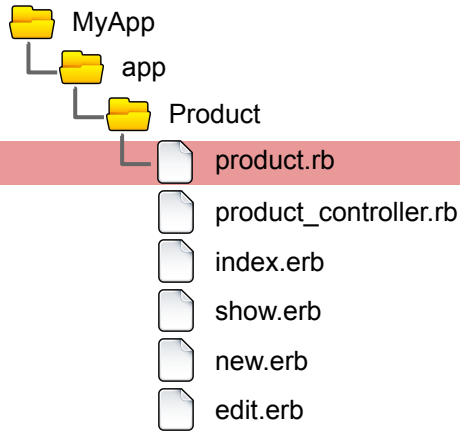 MyApp
app
Product
product.rb
product_controller.rb
index.erb
show.erb
new.erb
edit.erb